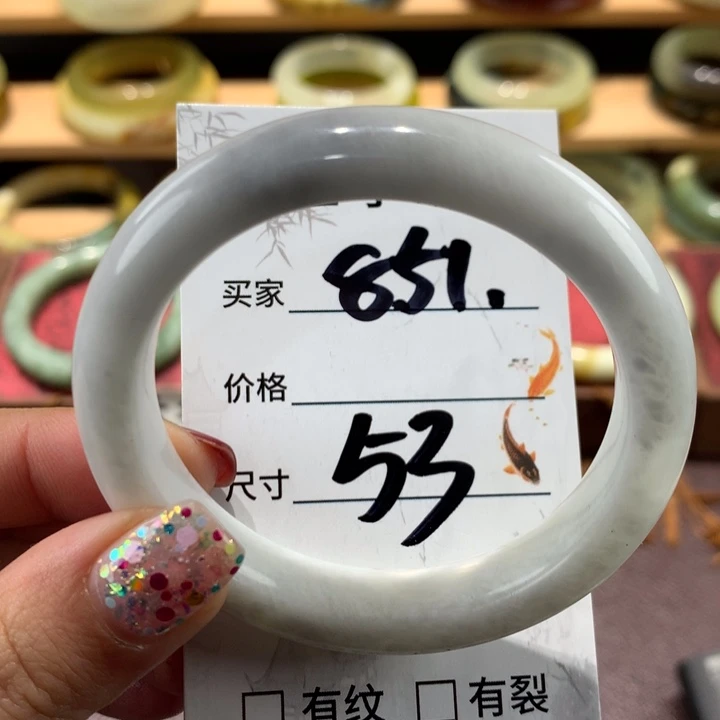 买家 851.
价格
尺寸 53
□ 有纹 □ 有裂